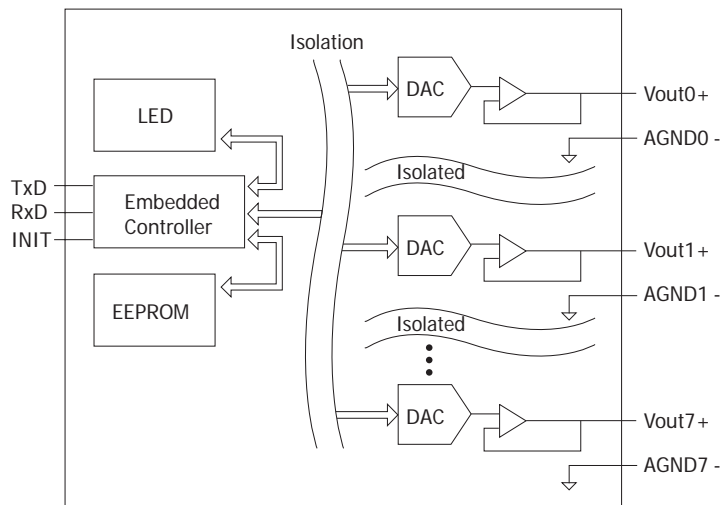 Isolation
LED
DAC
Vout0+
AGND0 -
Isolated
TxD
RxD
INIT
Embedded
Controller
DAC
Vout1+
AGND1 -
EEPROM
Isolated
DAC
Vout7+
AGND7 -